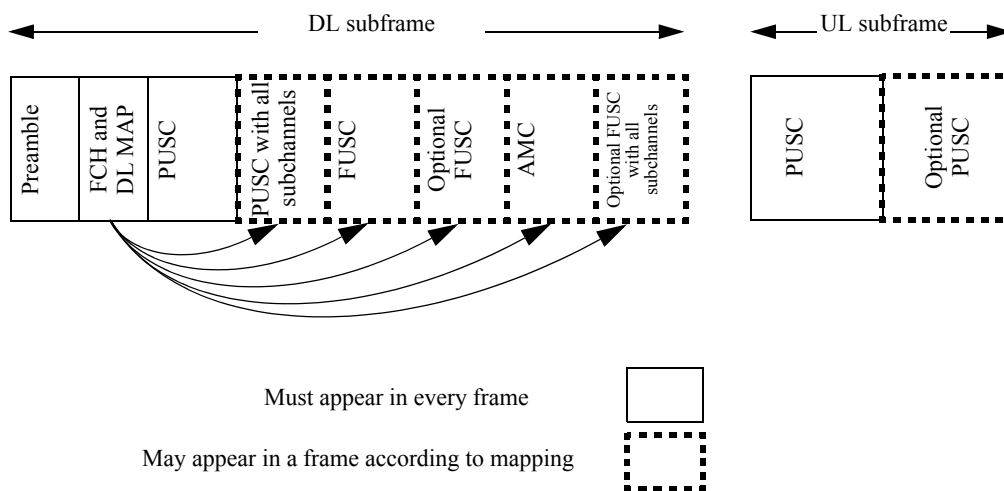 DL subframe
UL subframe
Preamble
FCH and
DL MAP
PUSC
PUSC with all
subchannels
FUSC
Optional
FUSC
AMC
Optional FUSC
with all
subchannels
PUSC
Optional
PUSC
Must appear in every frame
May appear in a frame according to mapping